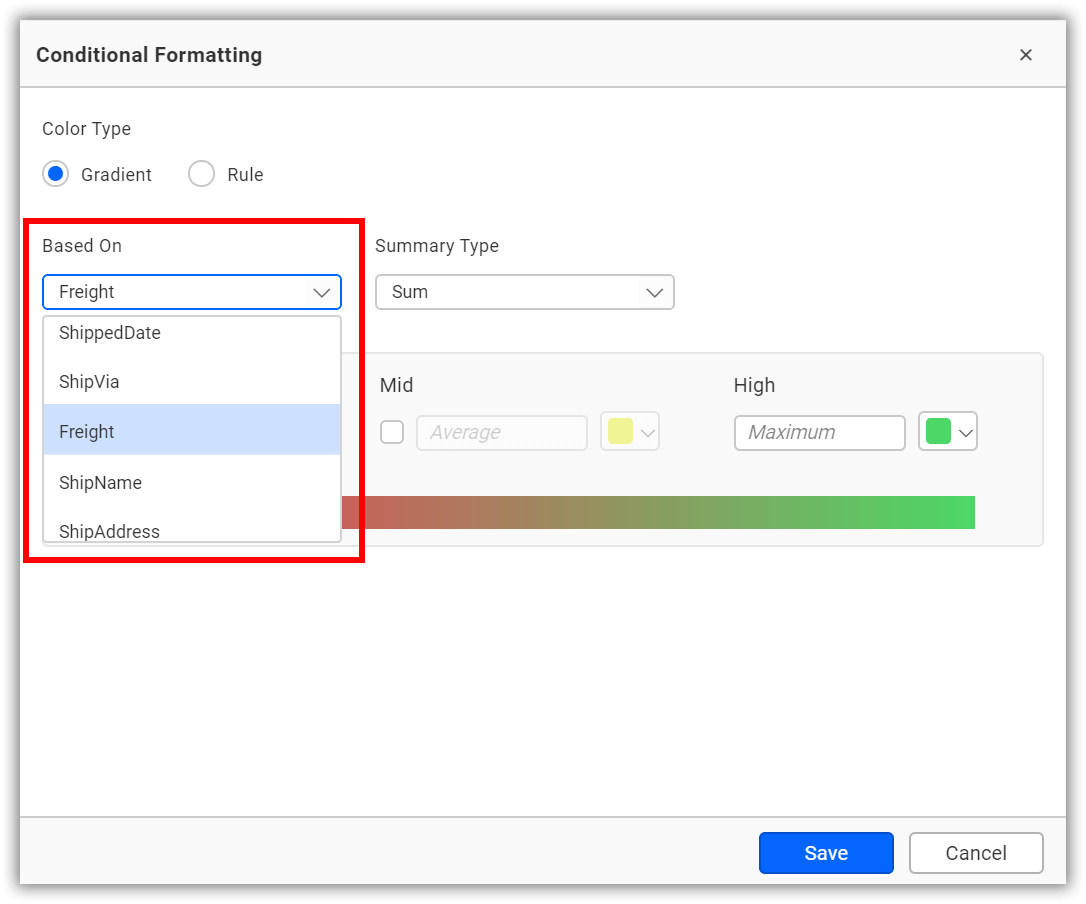 Conditional Formatting
Color Type
Gradient Rule
Based On Summary Type
Freight Sum
ShippedDate
ShipVia
Freight
ShipName
ShipAddress
Mid High
Average Maximum
Save Cancel